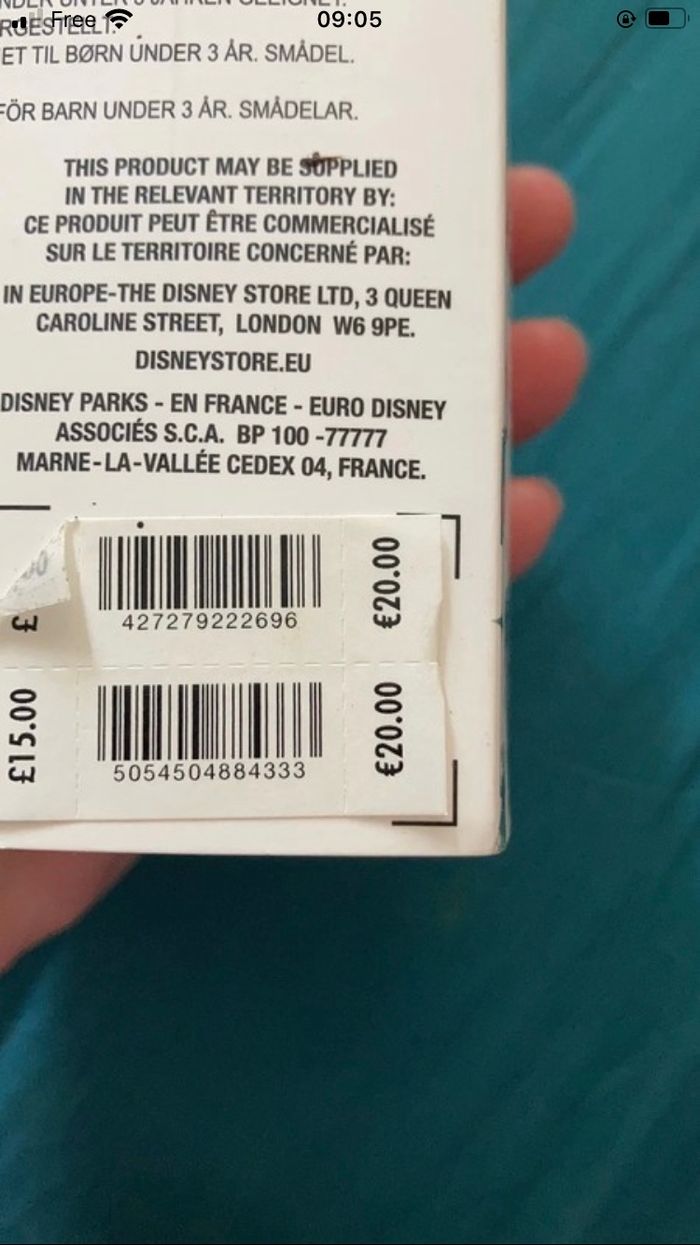 Free 09:05
ET TIL BØRN UNDER 3 ÅR. SMÅDEL.
FÖR BARN UNDER 3 ÅR. SMÅDELAR.
THIS PRODUCT MAY BE SUPPLIED
IN THE RELEVANT TERRITORY BY:
CE PRODUIT PEUT ÊTRE COMMERCIALISÉ
SUR LE TERRITOIRE CONCERNÉ PAR:
IN EUROPE-THE DISNEY STORE LTD, 3 QUEEN
CAROLINE STREET, LONDON W6 9PE.
DISNEYSTORE.EU
DISNEY PARKS - EN FRANCE - EURO DISNEY
ASSOCIÉS S.C.A. BP 100 -77777
MARNE-LA-VALLÉE CEDEX 04, FRANCE.
£
427279222696
€20.00
£15.00
5054504884333
€20.00